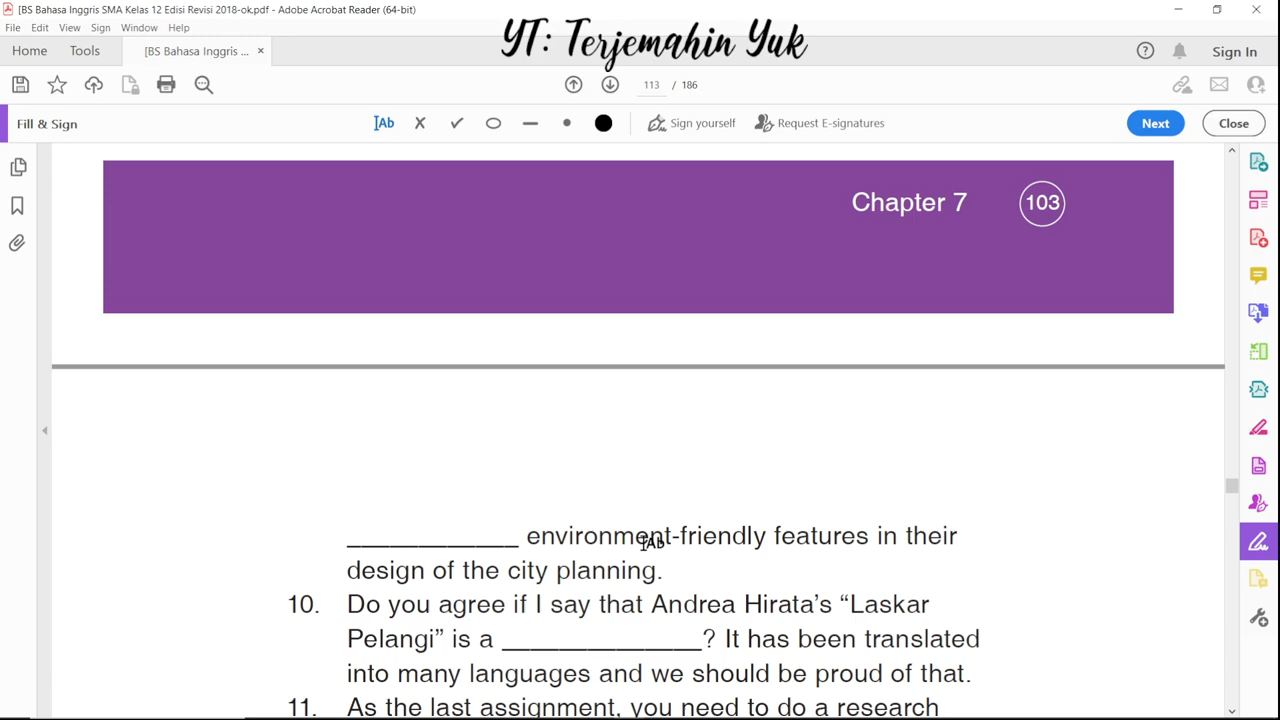 [BS Bahasa Inggris SMA Kelas 12 Edisi Revisi 2018-ok.pdf - Adobe Acrobat Reader (64-bit)
YT: Terjemahin Yuk
File Edit View Sign Window Help
Home Tools [BS Bahasa Inggris ... × Sign In
113 / 186
Fill & Sign Ab Sign yourself Request E-signatures Next Close
Chapter 7 103
____________ environment-friendly features in their
Ab
design of the city planning.
10. Do you agree if I say that Andrea Hirata’s “Laskar
Pelangi” is a ______________? It has been translated
into many languages and we should be proud of that.
11. As the last assignment, you need to do a research